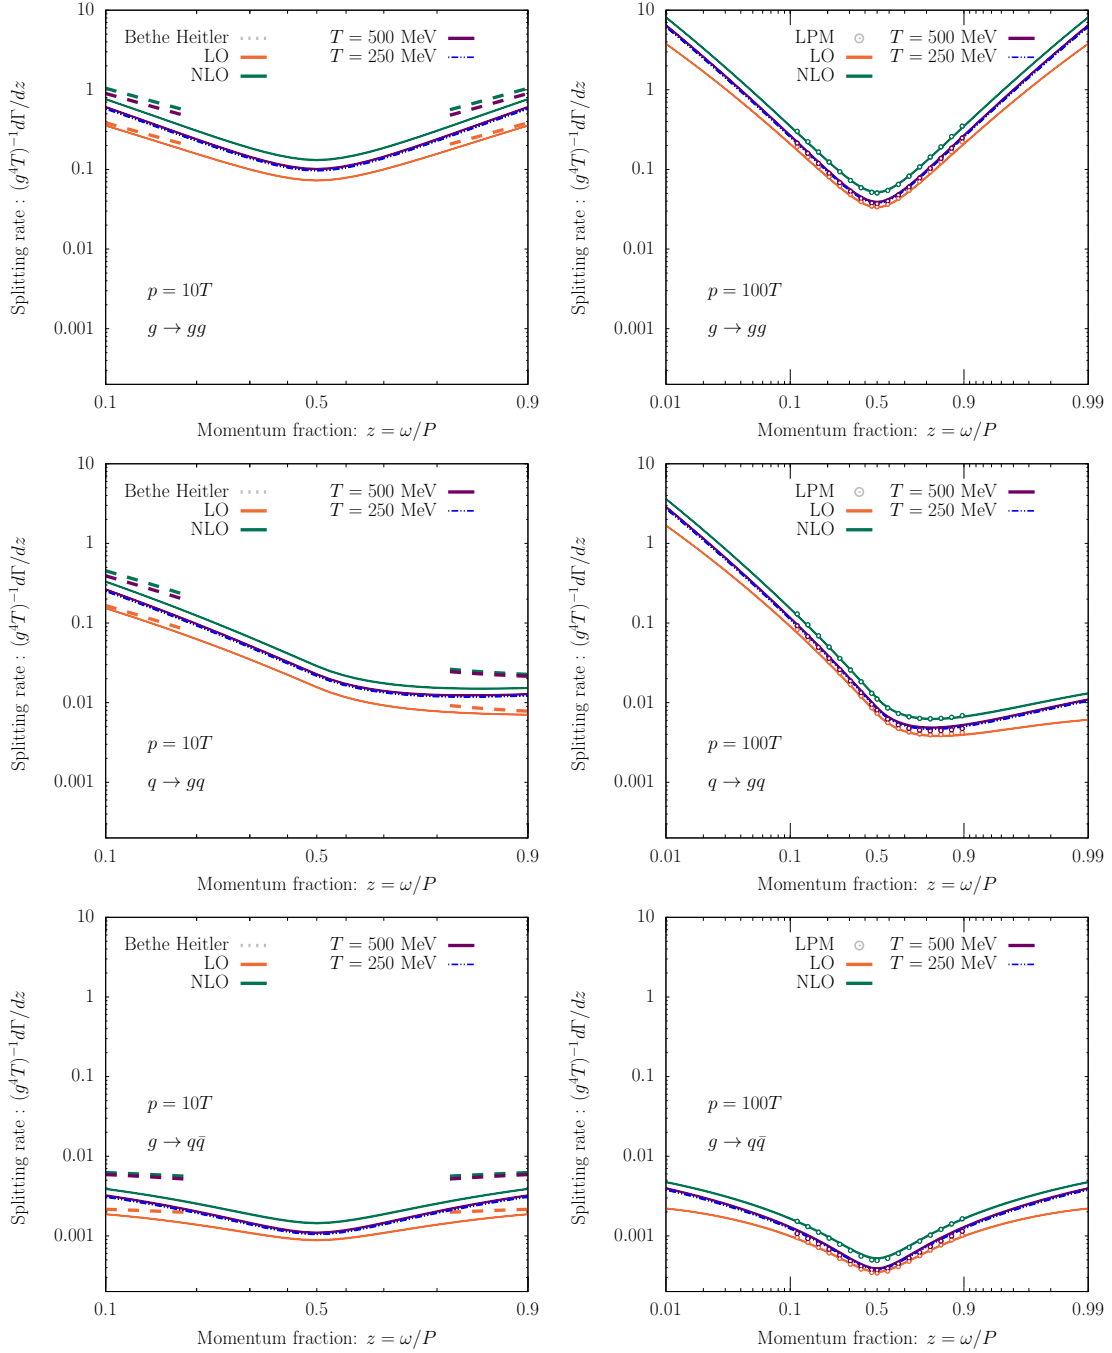 10
1
0.1
0.01
0.001
0.1
0.5
0.9
Splitting rate : (g⁴T)⁻¹dΓ/dz
Momentum fraction: z = ω/P
Bethe Heitler
LO
NLO
T = 500 MeV
T = 250 MeV
p = 10T
g → gg
10
1
0.1
0.01
0.001
0.01
0.1
0.5
0.9
0.99
Splitting rate : (g⁴T)⁻¹dΓ/dz
Momentum fraction: z = ω/P
LPM
LO
NLO
T = 500 MeV
T = 250 MeV
p = 100T
g → gg
10
1
0.1
0.01
0.001
0.1
0.5
0.9
Splitting rate : (g⁴T)⁻¹dΓ/dz
Momentum fraction: z = ω/P
Bethe Heitler
LO
NLO
T = 500 MeV
T = 250 MeV
p = 10T
q → gq
10
1
0.1
0.01
0.001
0.01
0.1
0.5
0.9
0.99
Splitting rate : (g⁴T)⁻¹dΓ/dz
Momentum fraction: z = ω/P
LPM
LO
NLO
T = 500 MeV
T = 250 MeV
p = 100T
q → gq
10
1
0.1
0.01
0.001
0.1
0.5
0.9
Splitting rate : (g⁴T)⁻¹dΓ/dz
Momentum fraction: z = ω/P
Bethe Heitler
LO
NLO
T = 500 MeV
T = 250 MeV
p = 10T
g → qq̄
10
1
0.1
0.01
0.001
0.01
0.1
0.5
0.9
0.99
Splitting rate : (g⁴T)⁻¹dΓ/dz
Momentum fraction: z = ω/P
LPM
LO
NLO
T = 500 MeV
T = 250 MeV
p = 100T
g → qq̄